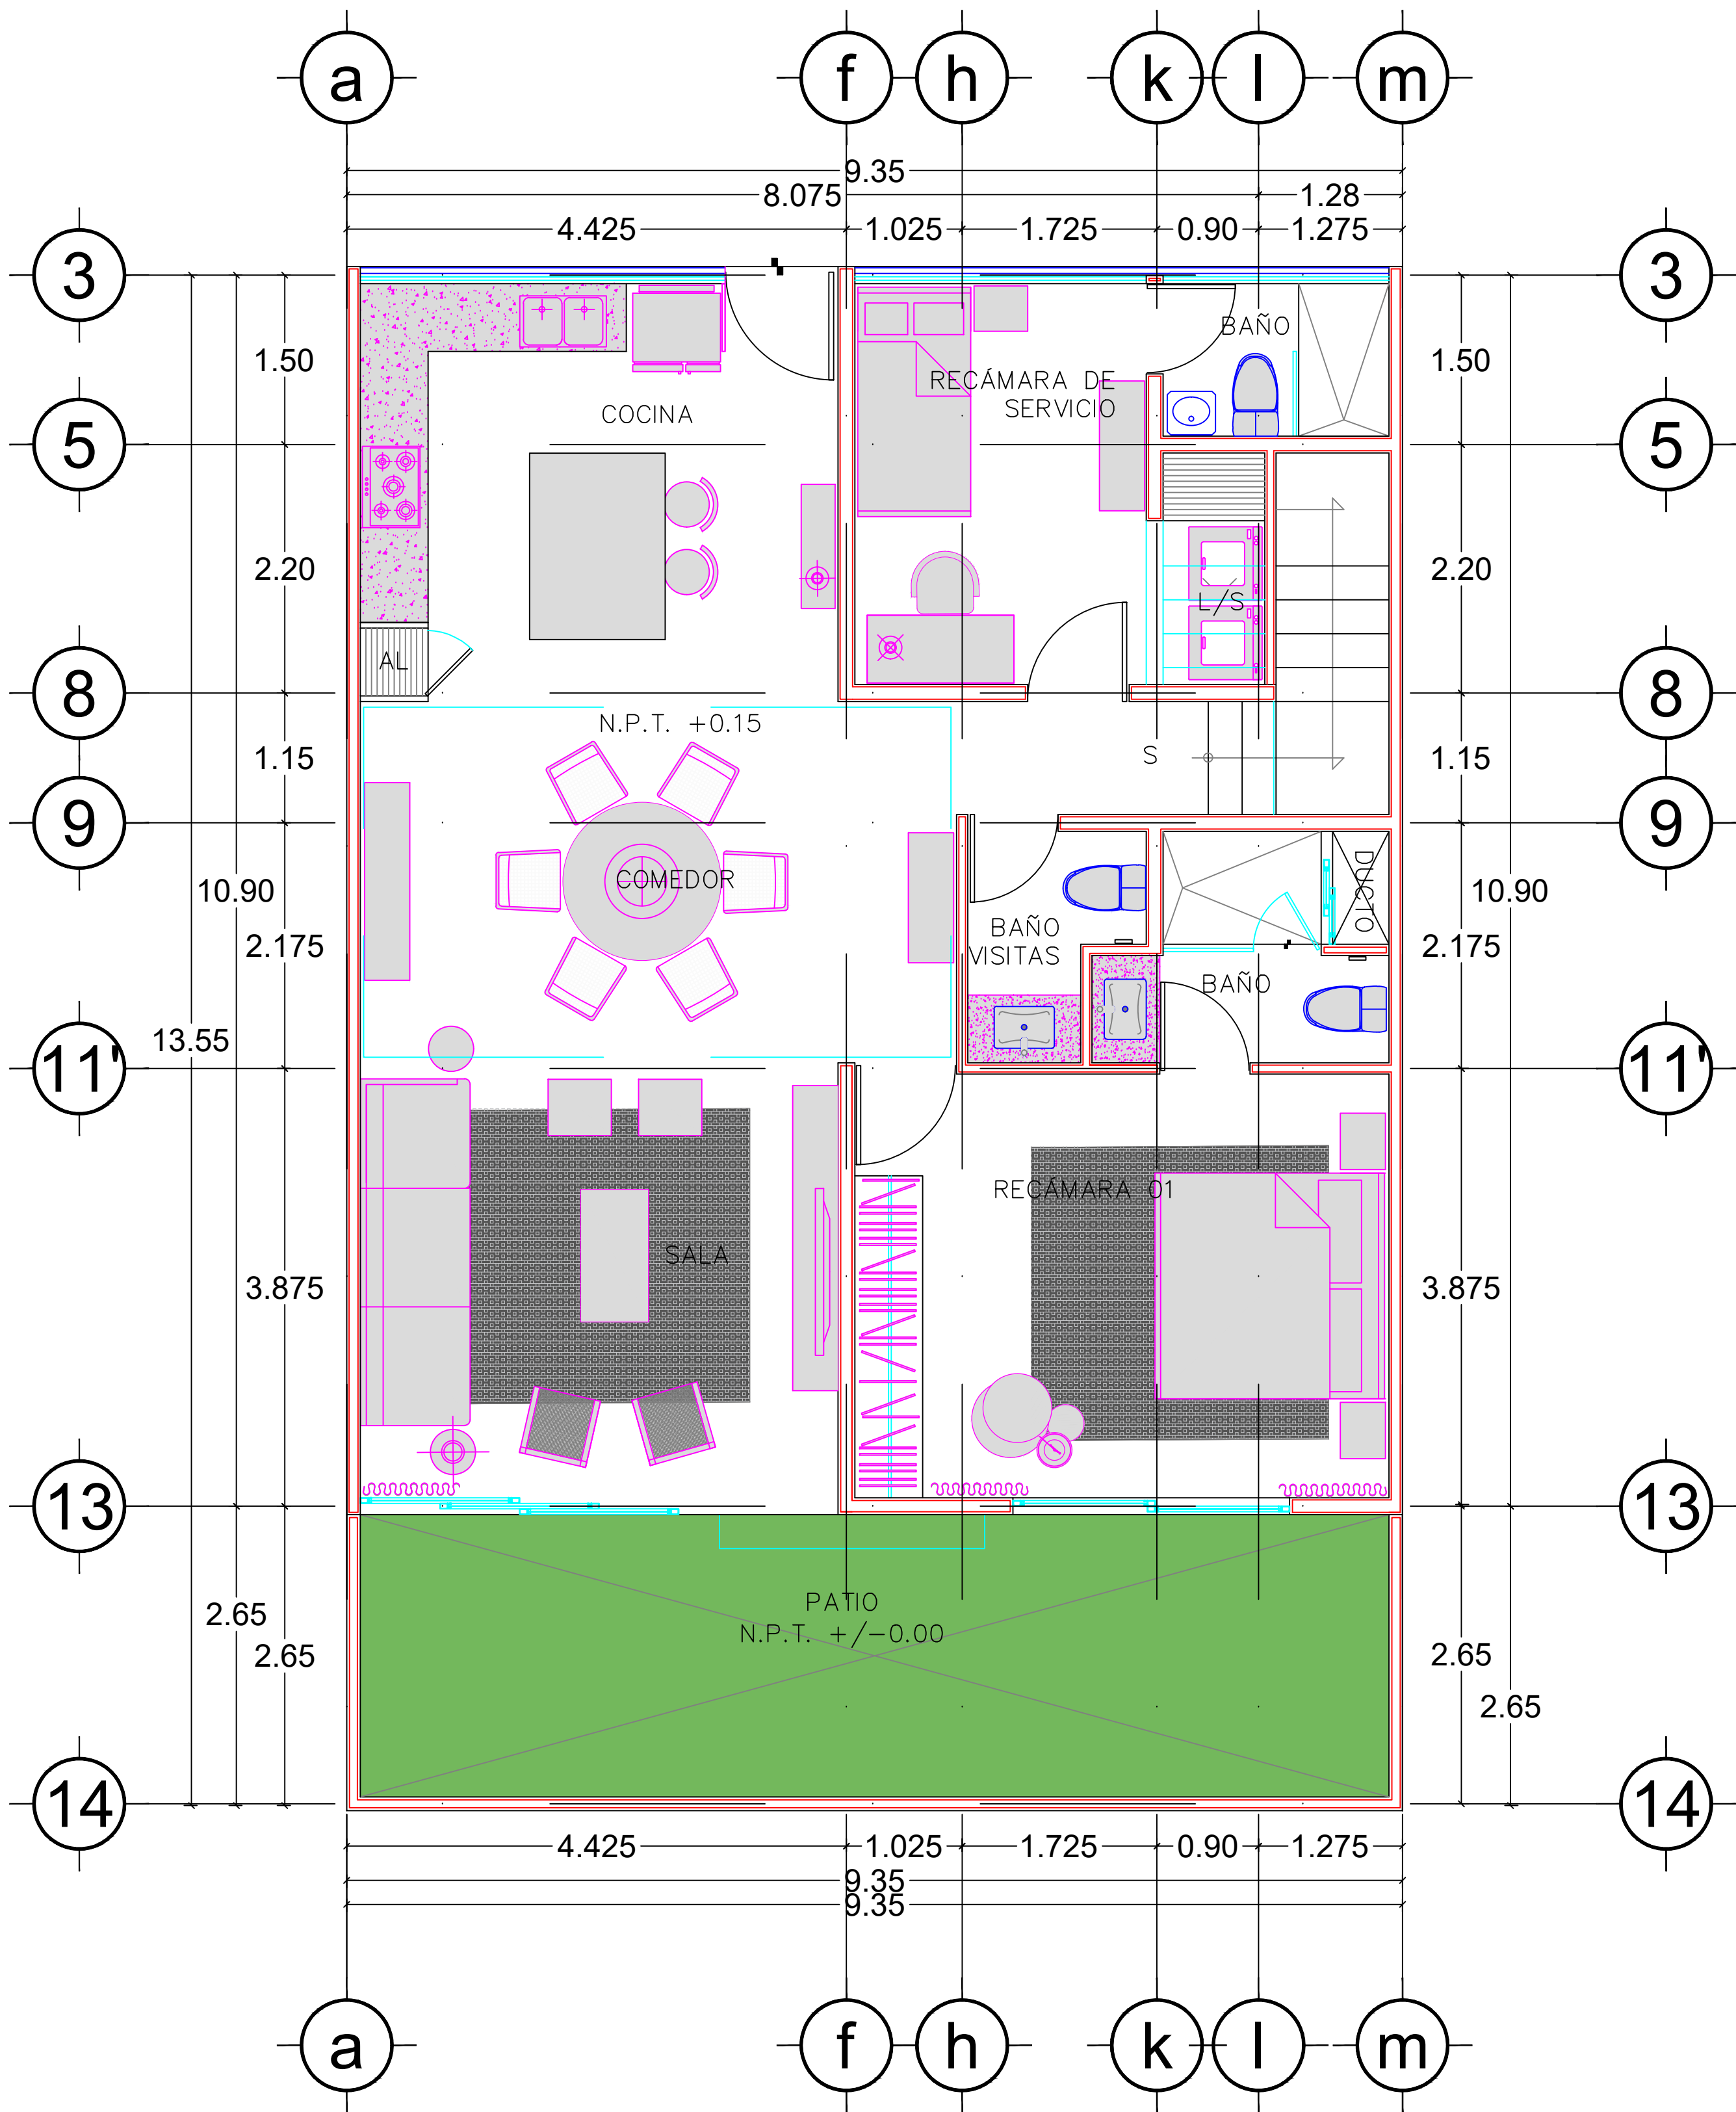 a f h k l m
9.35
8.075 1.28
4.425 1.025 1.725 0.90 1.275
3 3
BAÑO
1.50 1.50
RECÁMARA DE
SERVICIO
COCINA
5 5
2.20 2.20
L/S
AL
8 8
N.P.T. +0.15
1.15 S 1.15
9 9
COMEDOR
DUCTO
10.90 10.90
BAÑO
VISITAS
2.175 2.175
BAÑO
13.55
11' 11'
RECÁMARA 01
SALA
3.875 3.875
13 13
PATIO
N.P.T. +/-0.00
2.65
2.65 2.65
2.65
14 14
4.425 1.025 1.725 0.90 1.275
9.35
9.35
a f h k l m